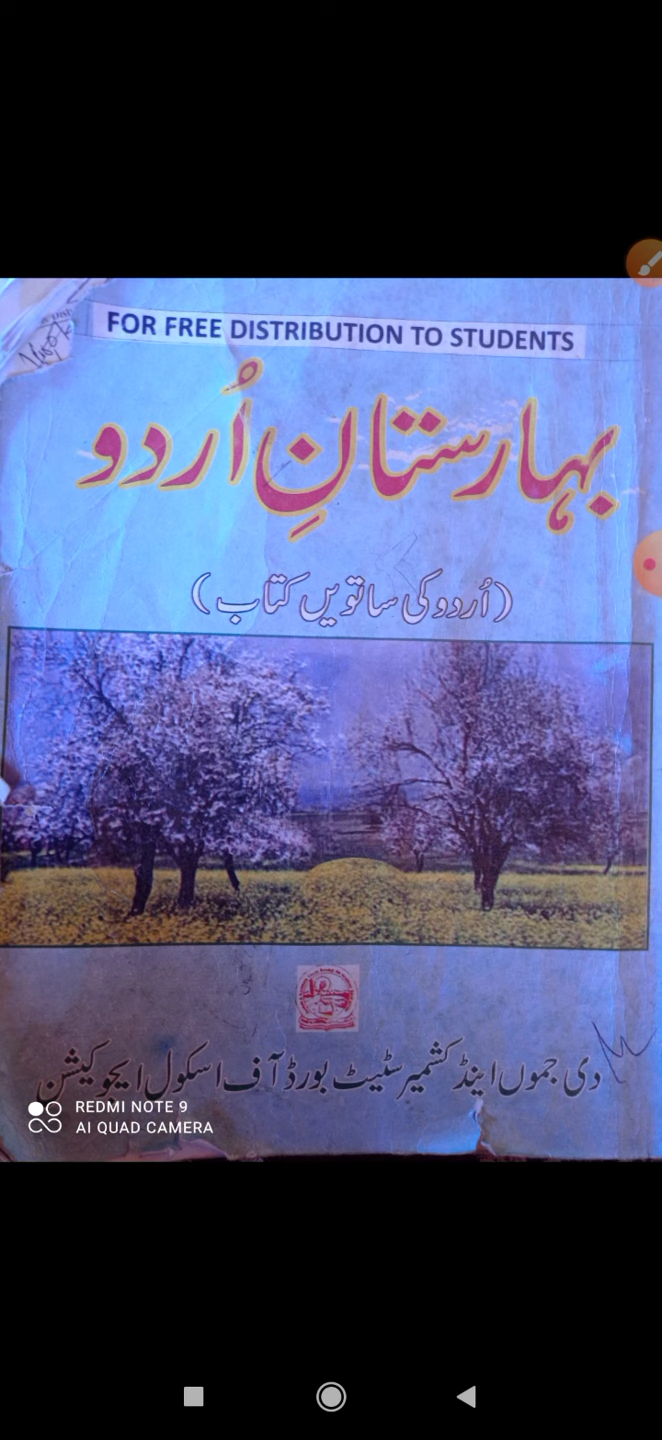 FOR FREE DISTRIBUTION TO STUDENTS
بہارستانِ اُردو
(اُردو کی ساتویں کتاب)
دی جموں اینڈ کشمیر سٹیٹ بورڈ آف اسکول ایجوکیشن
REDMI NOTE 9
AI QUAD CAMERA